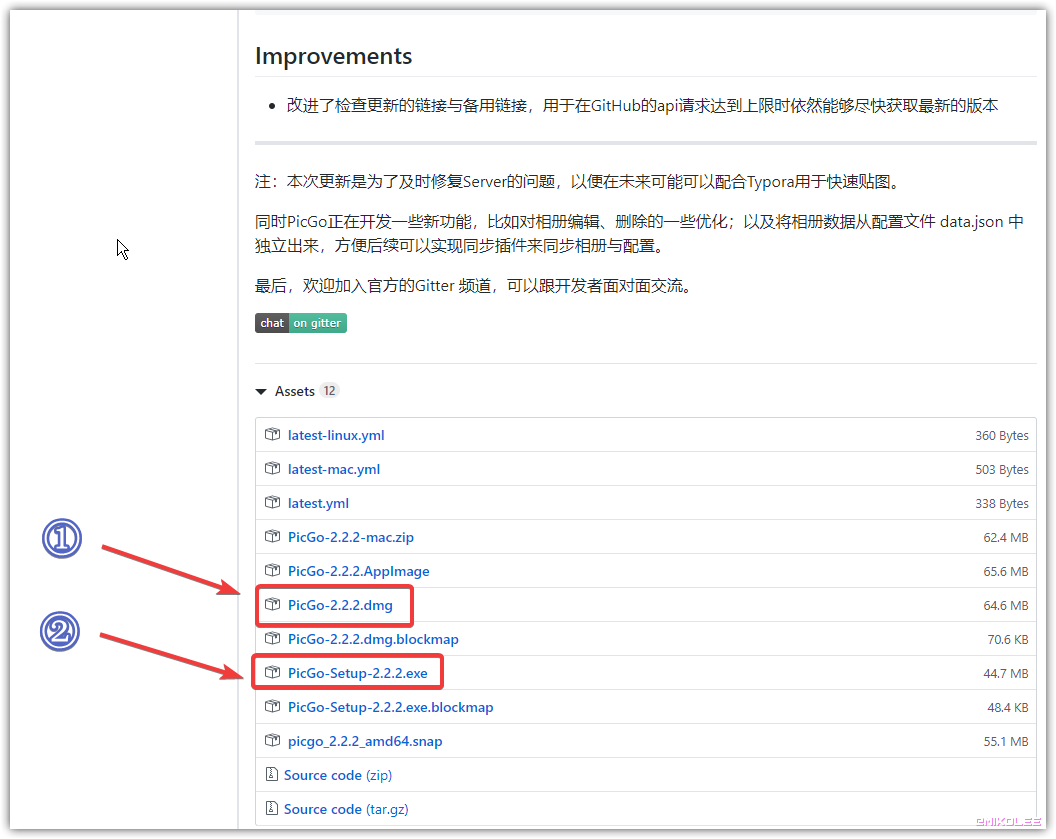 Improvements
改进了检查更新的链接与备用链接，用于在GitHub的api请求达到上限时依然能够尽快获取最新的版本
注：本次更新是为了及时修复Server的问题，以便在未来可能可以配合Typora用于快速贴图。
同时PicGo正在开发一些新功能，比如对相册编辑、删除的一些优化；以及将相册数据从配置文件 data.json 中
独立出来，方便后续可以实现同步插件来同步相册与配置。
最后，欢迎加入官方的Gitter 频道，可以跟开发者面对面交流。
chat on gitter
Assets 12
latest-linux.yml 360 Bytes
latest-mac.yml 503 Bytes
latest.yml 338 Bytes
PicGo-2.2.2-mac.zip 62.4 MB
PicGo-2.2.2.AppImage 65.6 MB
① PicGo-2.2.2.dmg 64.6 MB
② PicGo-2.2.2.dmg.blockmap 70.6 KB
PicGo-Setup-2.2.2.exe 44.7 MB
PicGo-Setup-2.2.2.exe.blockmap 48.4 KB
picgo_2.2.2_amd64.snap 55.1 MB
Source code (zip)
Source code (tar.gz)
@MIKOLEE